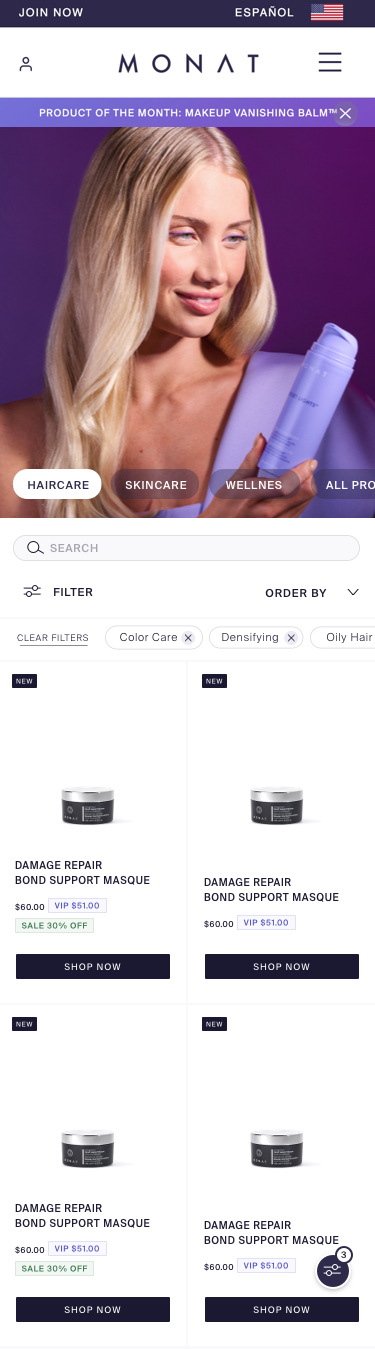 JOIN NOW
ESPAÑOL
MONAT
PRODUCT OF THE MONTH: MAKEUP VANISHING BALM™
HAIRCARE
SKINCARE
WELLNES
ALL PRO
SEARCH
FILTER
ORDER BY
CLEAR FILTERS
Color Care
Densifying
Oily Hair
NEW
NEW
DAMAGE REPAIR
BOND SUPPORT MASQUE
$60.00 VIP $51.00
SALE 30% OFF
SHOP NOW
DAMAGE REPAIR
BOND SUPPORT MASQUE
$60.00 VIP $51.00
SHOP NOW
NEW
NEW
DAMAGE REPAIR
BOND SUPPORT MASQUE
$60.00 VIP $51.00
SALE 30% OFF
SHOP NOW
DAMAGE REPAIR
BOND SUPPORT MASQUE
$60.00 VIP $51.00
3
SHOP NOW